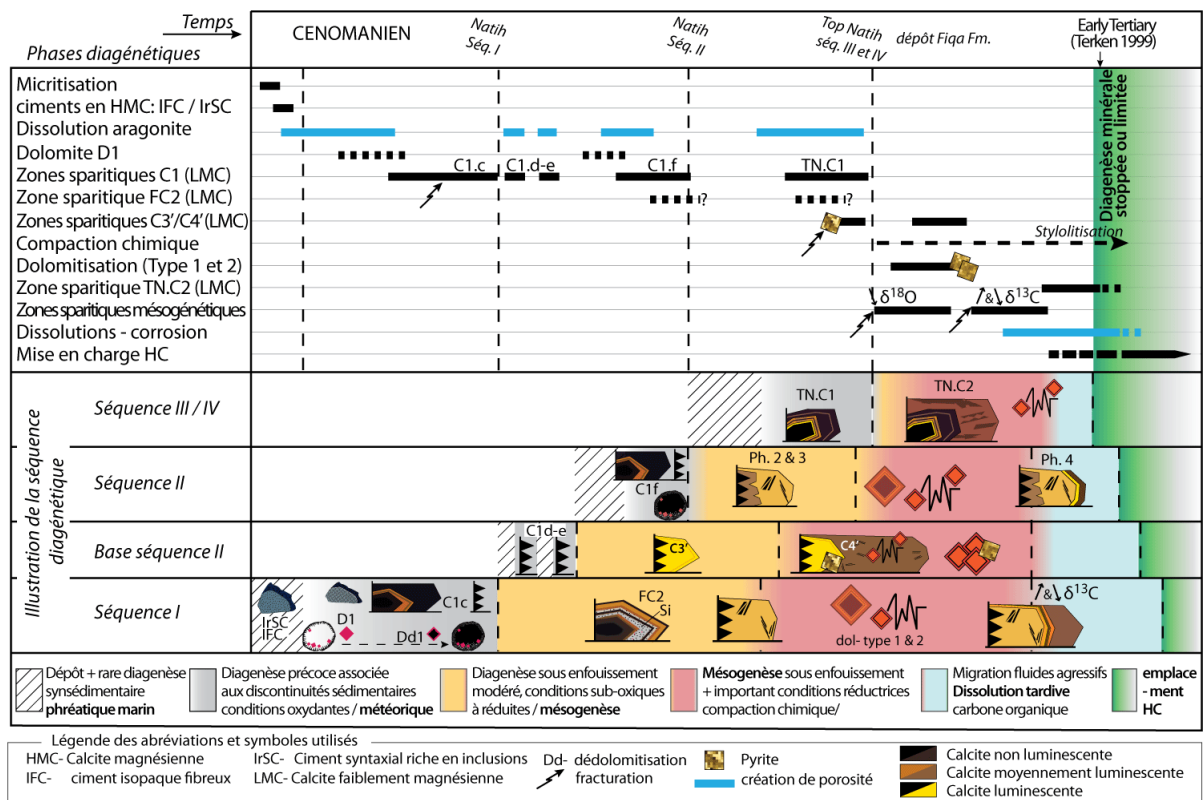 Temps
CENOMANIEN
Natih
Séq. I
Natih
Séq. II
Top Natih
séq. III et IV
dépôt Fiqa Fm.
Early Tertiary
(Terken 1999)
Phases diagénétiques
Micritisation
ciments en HMC: IFC / IrSC
Dissolution aragonite
Dolomite D1
Zones sparitiques C1 (LMC)
C1.c
C1.d-e
C1.f
TN.C1
Zone sparitique FC2 (LMC)
?
?
Zones sparitiques C3'/C4'(LMC)
Compaction chimique
Stylolitisation
Dolomitisation (Type 1 et 2)
Zone sparitique TN.C2 (LMC)
Zones sparitiques mésogénétiques
δ18O
& δ13C
Dissolutions - corrosion
Mise en charge HC
Diagenèse minérale
stoppée ou limitée
Illustration de la séquence
diagénétique
Séquence III / IV
TN.C1
TN.C2
Séquence II
C1f
Ph. 2 & 3
Ph. 4
Base séquence II
C1d-e
C3'
C4'
Séquence I
IrSC
IFC
D1
Dd1
C1c
FC2
Si
dol- type 1 & 2
& δ13C
Dépôt + rare diagenèse
synsédimentaire
phréatique marin
Diagenèse précoce associée
aux discontinuités sédimentaires
conditions oxydantes / météorique
Diagenèse sous enfouissement
modéré, conditions sub-oxiques
à réduites / mésogenèse
Mésogenèse sous enfouissement
+ important conditions réductrices
compaction chimique/
Migration fluides agressifs
Dissolution tardive
carbone organique
emplace
- ment
HC
Légende des abréviations et symboles utilisés
HMC- Calcite magnésienne
IFC- ciment isopaque fibreux
IrSC- Ciment syntaxial riche en inclusions
LMC- Calcite faiblement magnésienne
Dd- dédolomitisation
fracturation
Pyrite
création de porosité
Calcite non luminescente
Calcite moyennement luminescente
Calcite luminescente